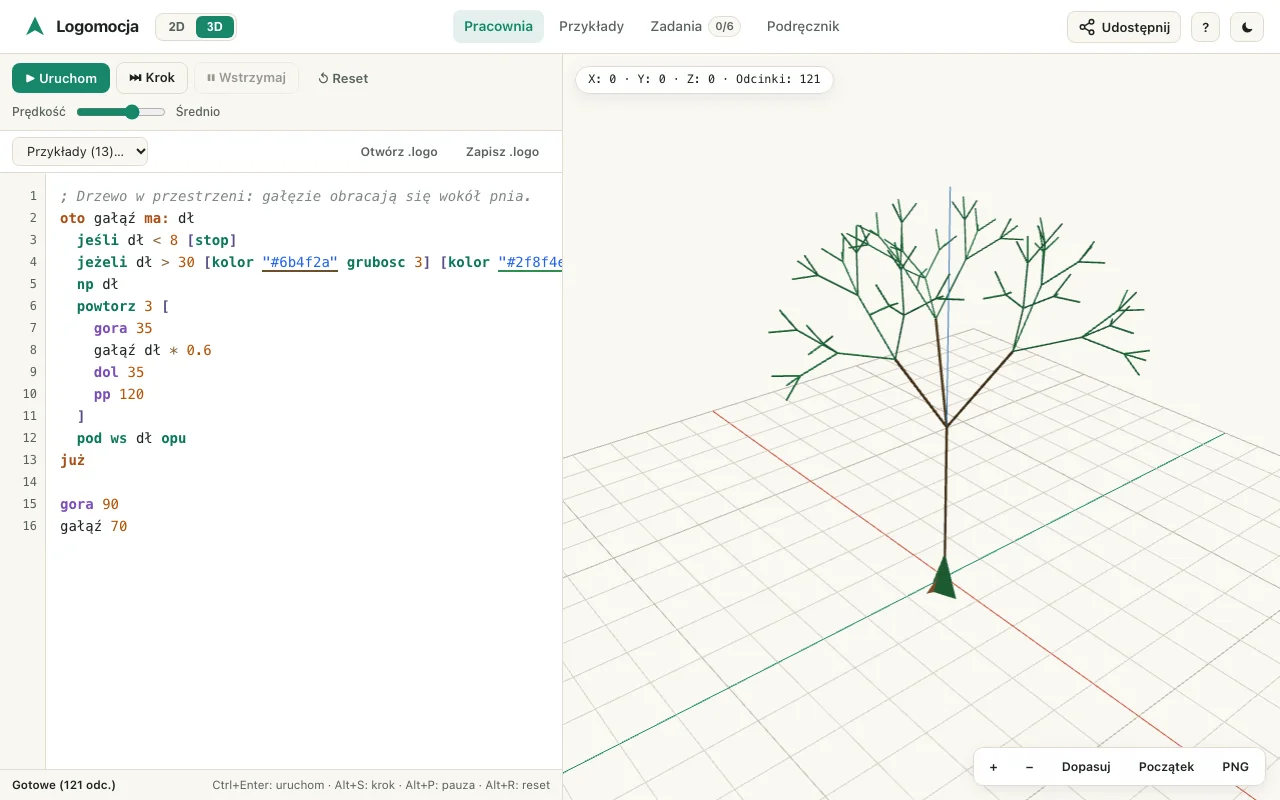 Logomocja 2D 3D Pracownia Przykłady Zadania 0/6 Podręcznik Udostępnij ?
Uruchom Krok Wstrzymaj Reset
Prędkość Średnio
Przykłady (13)... Otwórz .logo Zapisz .logo
X: 0 · Y: 0 · Z: 0 · Odcinki: 121
1 ; Drzewo w przestrzeni: gałęzie obracają się wokół pnia.
2 oto gałąź ma: dł
3 jeśli dł < 8 [stop]
4 jeżeli dł > 30 [kolor "#6b4f2a" grubosc 3] [kolor "#2f8f4e
5 np dł
6 powtorz 3 [
7 gora 35
8 gałąź dł * 0.6
9 dol 35
10 pp 120
11 ]
12 pod ws dł opu
13 już
14
15 gora 90
16 gałąź 70
Gotowe (121 odc.) Ctrl+Enter: uruchom · Alt+S: krok · Alt+P: pauza · Alt+R: reset
+ − Dopasuj Początek PNG